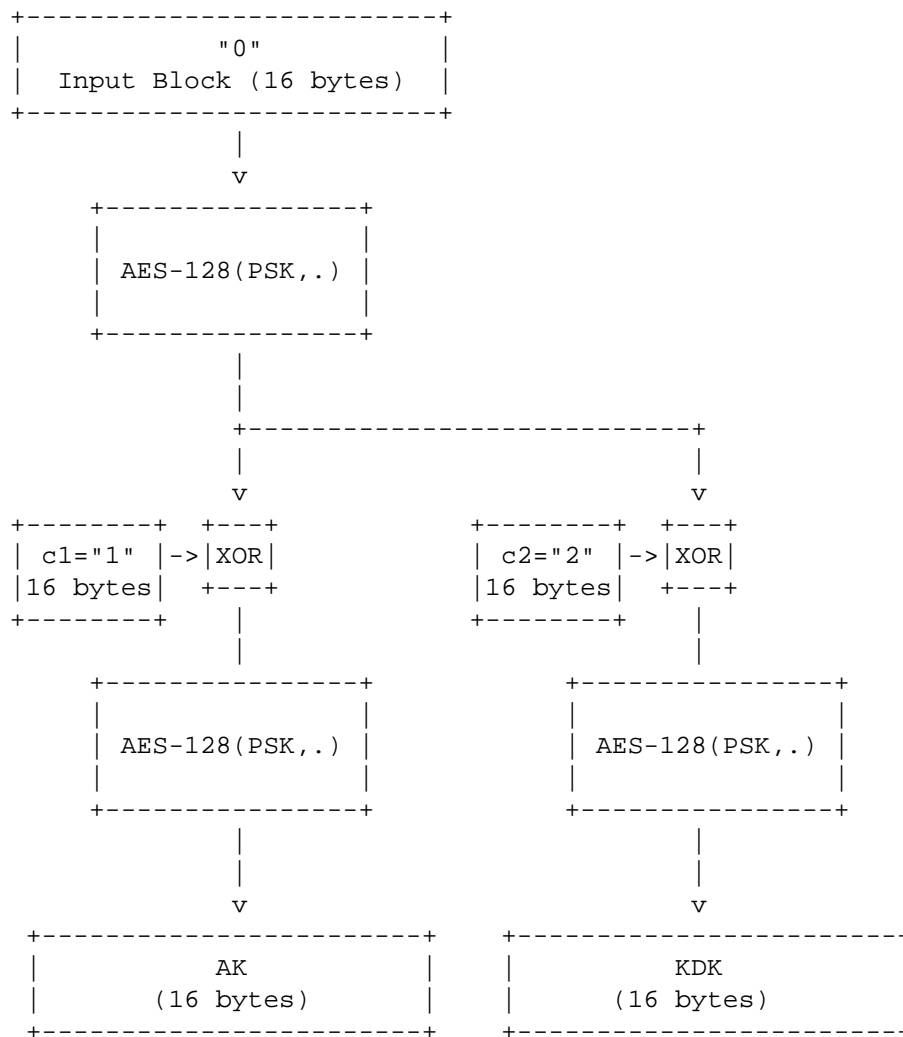 "0"
Input Block (16 bytes)
AES-128(PSK,.)
c1="1" -> XOR c2="2" -> XOR
16 bytes 16 bytes
AES-128(PSK,.) AES-128(PSK,.)
AK KDK
(16 bytes) (16 bytes)